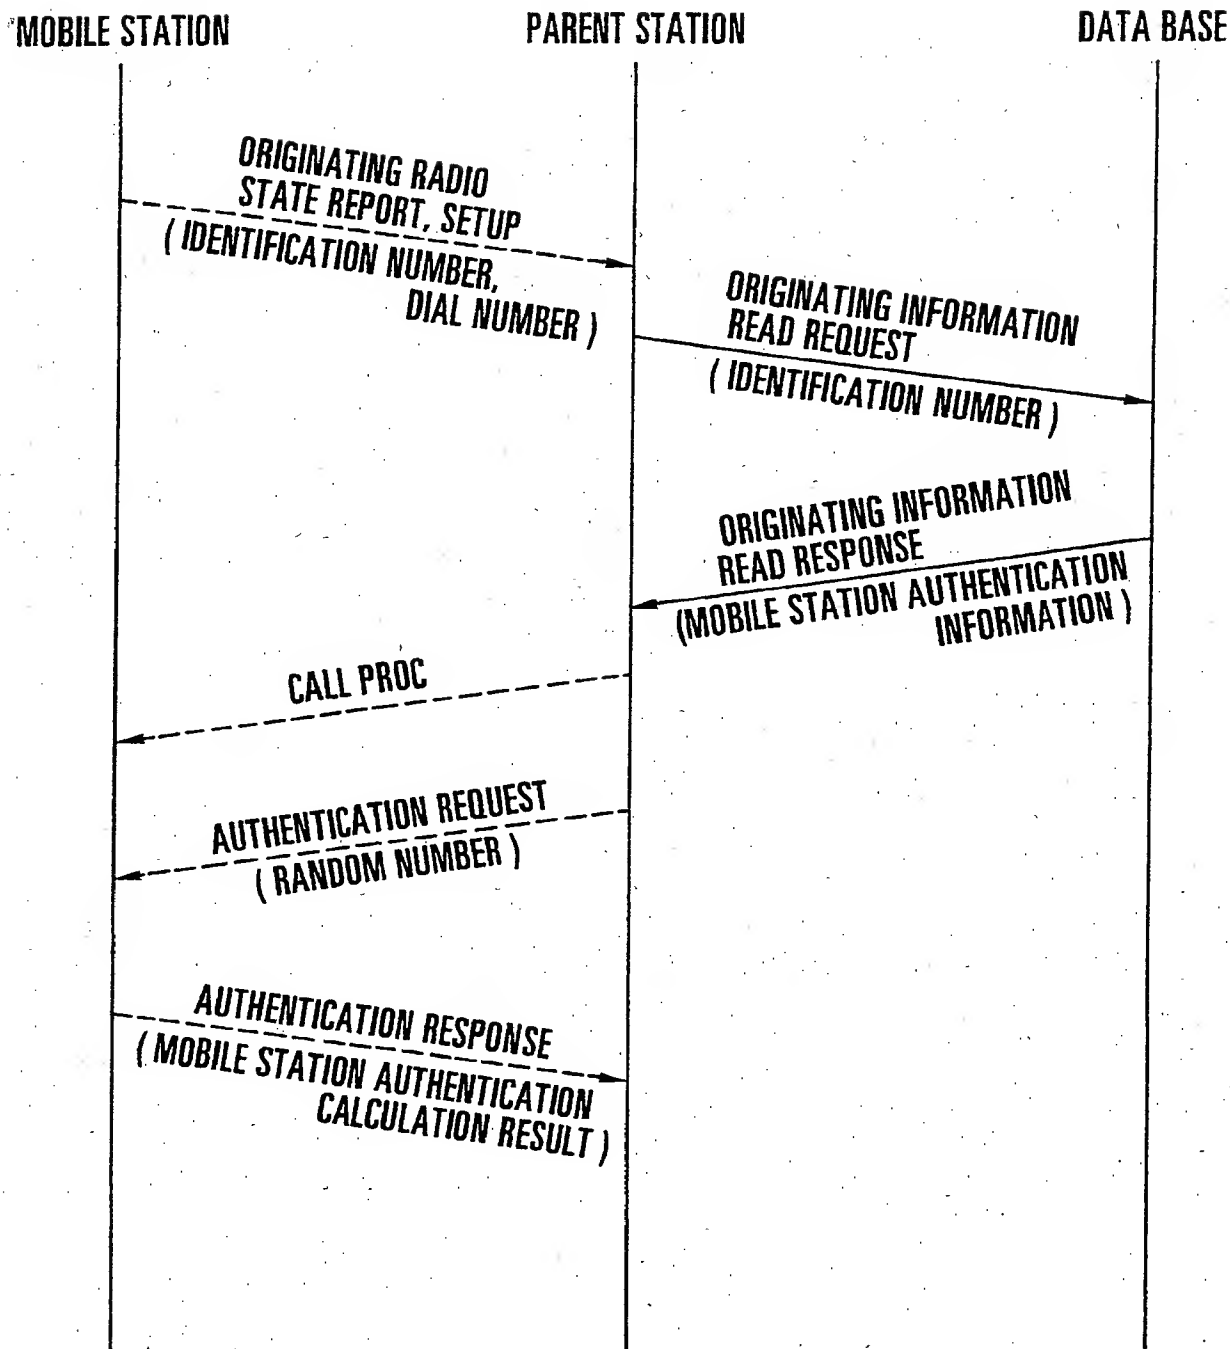 MOBILE STATION
PARENT STATION
DATA BASE
ORIGINATING RADIO
STATE REPORT, SETUP
( IDENTIFICATION NUMBER,
DIAL NUMBER )
ORIGINATING INFORMATION
READ REQUEST
( IDENTIFICATION NUMBER )
ORIGINATING INFORMATION
READ RESPONSE
(MOBILE STATION AUTHENTICATION
INFORMATION )
CALL PROC
AUTHENTICATION REQUEST
( RANDOM NUMBER )
AUTHENTICATION RESPONSE
( MOBILE STATION AUTHENTICATION
CALCULATION RESULT )